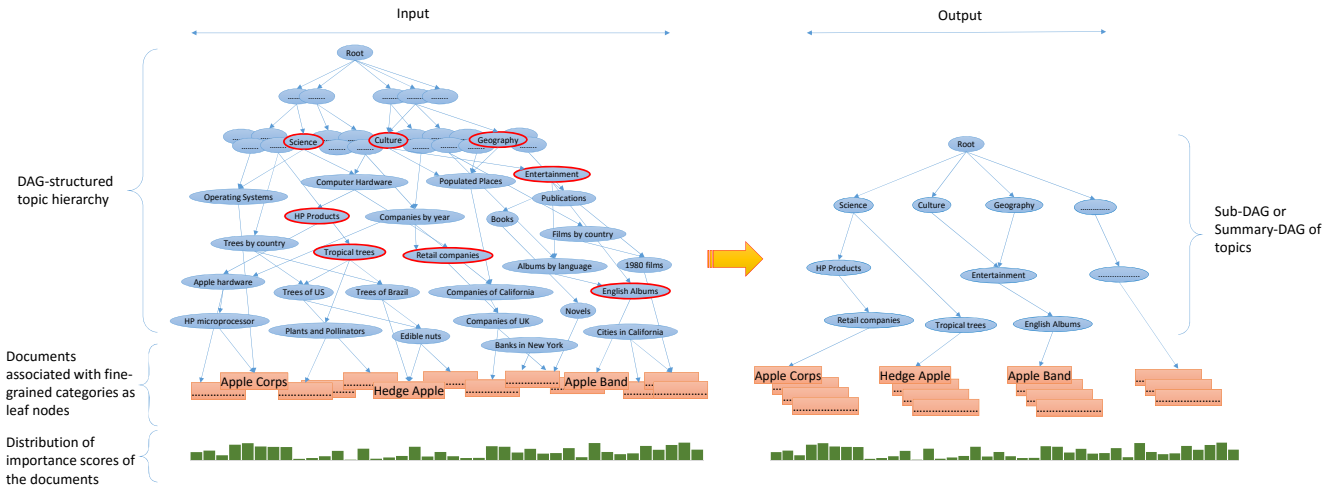 Input
Output
Root
........ ........ ........ ........ ........
Science
Culture
Geography
Entertainment
Computer Hardware
Populated Places
Operating Systems
Publications
HP Products
Companies by year
Books
Films by country
Trees by country
Tropical trees
Retail companies
Albums by language
1980 films
Apple hardware
Trees of US
Trees of Brazil
Companies of California
English Albums
Novels
HP microprocessor
Plants and Pollinators
Edible nuts
Companies of UK
Cities in California
Banks in New York
Apple Corps
Hedge Apple
Apple Band
DAG-structured
topic hierarchy
Documents
associated with fine-
grained categories as
leaf nodes
Distribution of
importance scores of
the documents
Root
Science
Culture
Geography
............
HP Products
Entertainment
..............
Retail companies
Tropical trees
English Albums
Apple Corps
Hedge Apple
Apple Band
Sub-DAG or
Summary-DAG of
topics